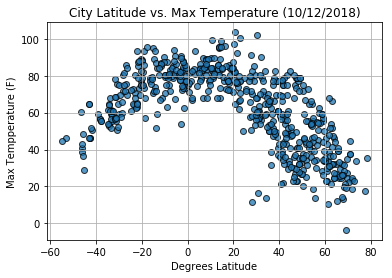 City Latitude vs. Max Temperature (10/12/2018)
100
80
60
40
20
0
Max Tempperature (F)
−60 −40 −20 0 20 40 60 80
Degrees Latitude